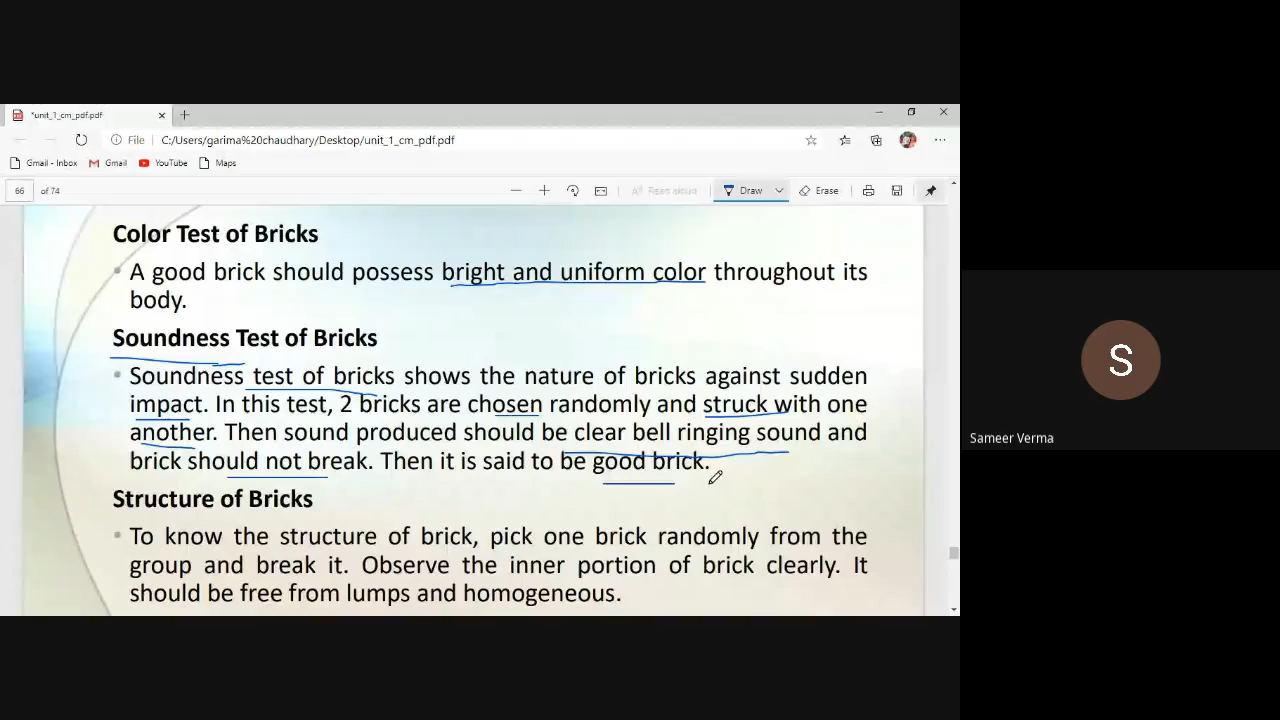 *unit_1_cm_pdf.pdf
File C:/Users/garima%20chaudhary/Desktop/unit_1_cm_pdf.pdf
Gmail - Inbox Gmail YouTube Maps
66 of 74 Read aloud Draw Erase
Color Test of Bricks
• A good brick should possess bright and uniform color throughout its
body.
Soundness Test of Bricks
• Soundness test of bricks shows the nature of bricks against sudden
impact. In this test, 2 bricks are chosen randomly and struck with one
another. Then sound produced should be clear bell ringing sound and
brick should not break. Then it is said to be good brick.
Structure of Bricks
• To know the structure of brick, pick one brick randomly from the
group and break it. Observe the inner portion of brick clearly. It
should be free from lumps and homogeneous.
S
Sameer Verma